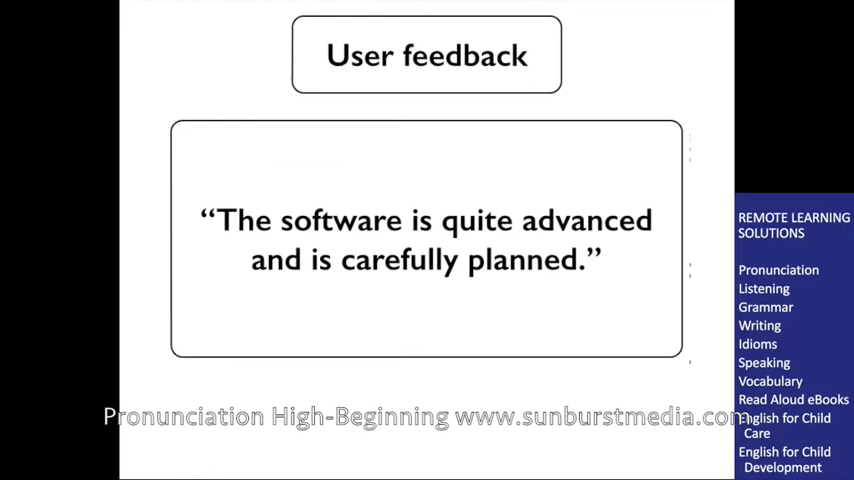 User feedback
“The software is quite advanced
and is carefully planned.”
Pronunciation High-Beginning www.sunburstmedia.com
REMOTE LEARNING
SOLUTIONS
Pronunciation
Listening
Grammar
Writing
Idioms
Speaking
Vocabulary
Read Aloud eBooks
English for Child
Care
English for Child
Development